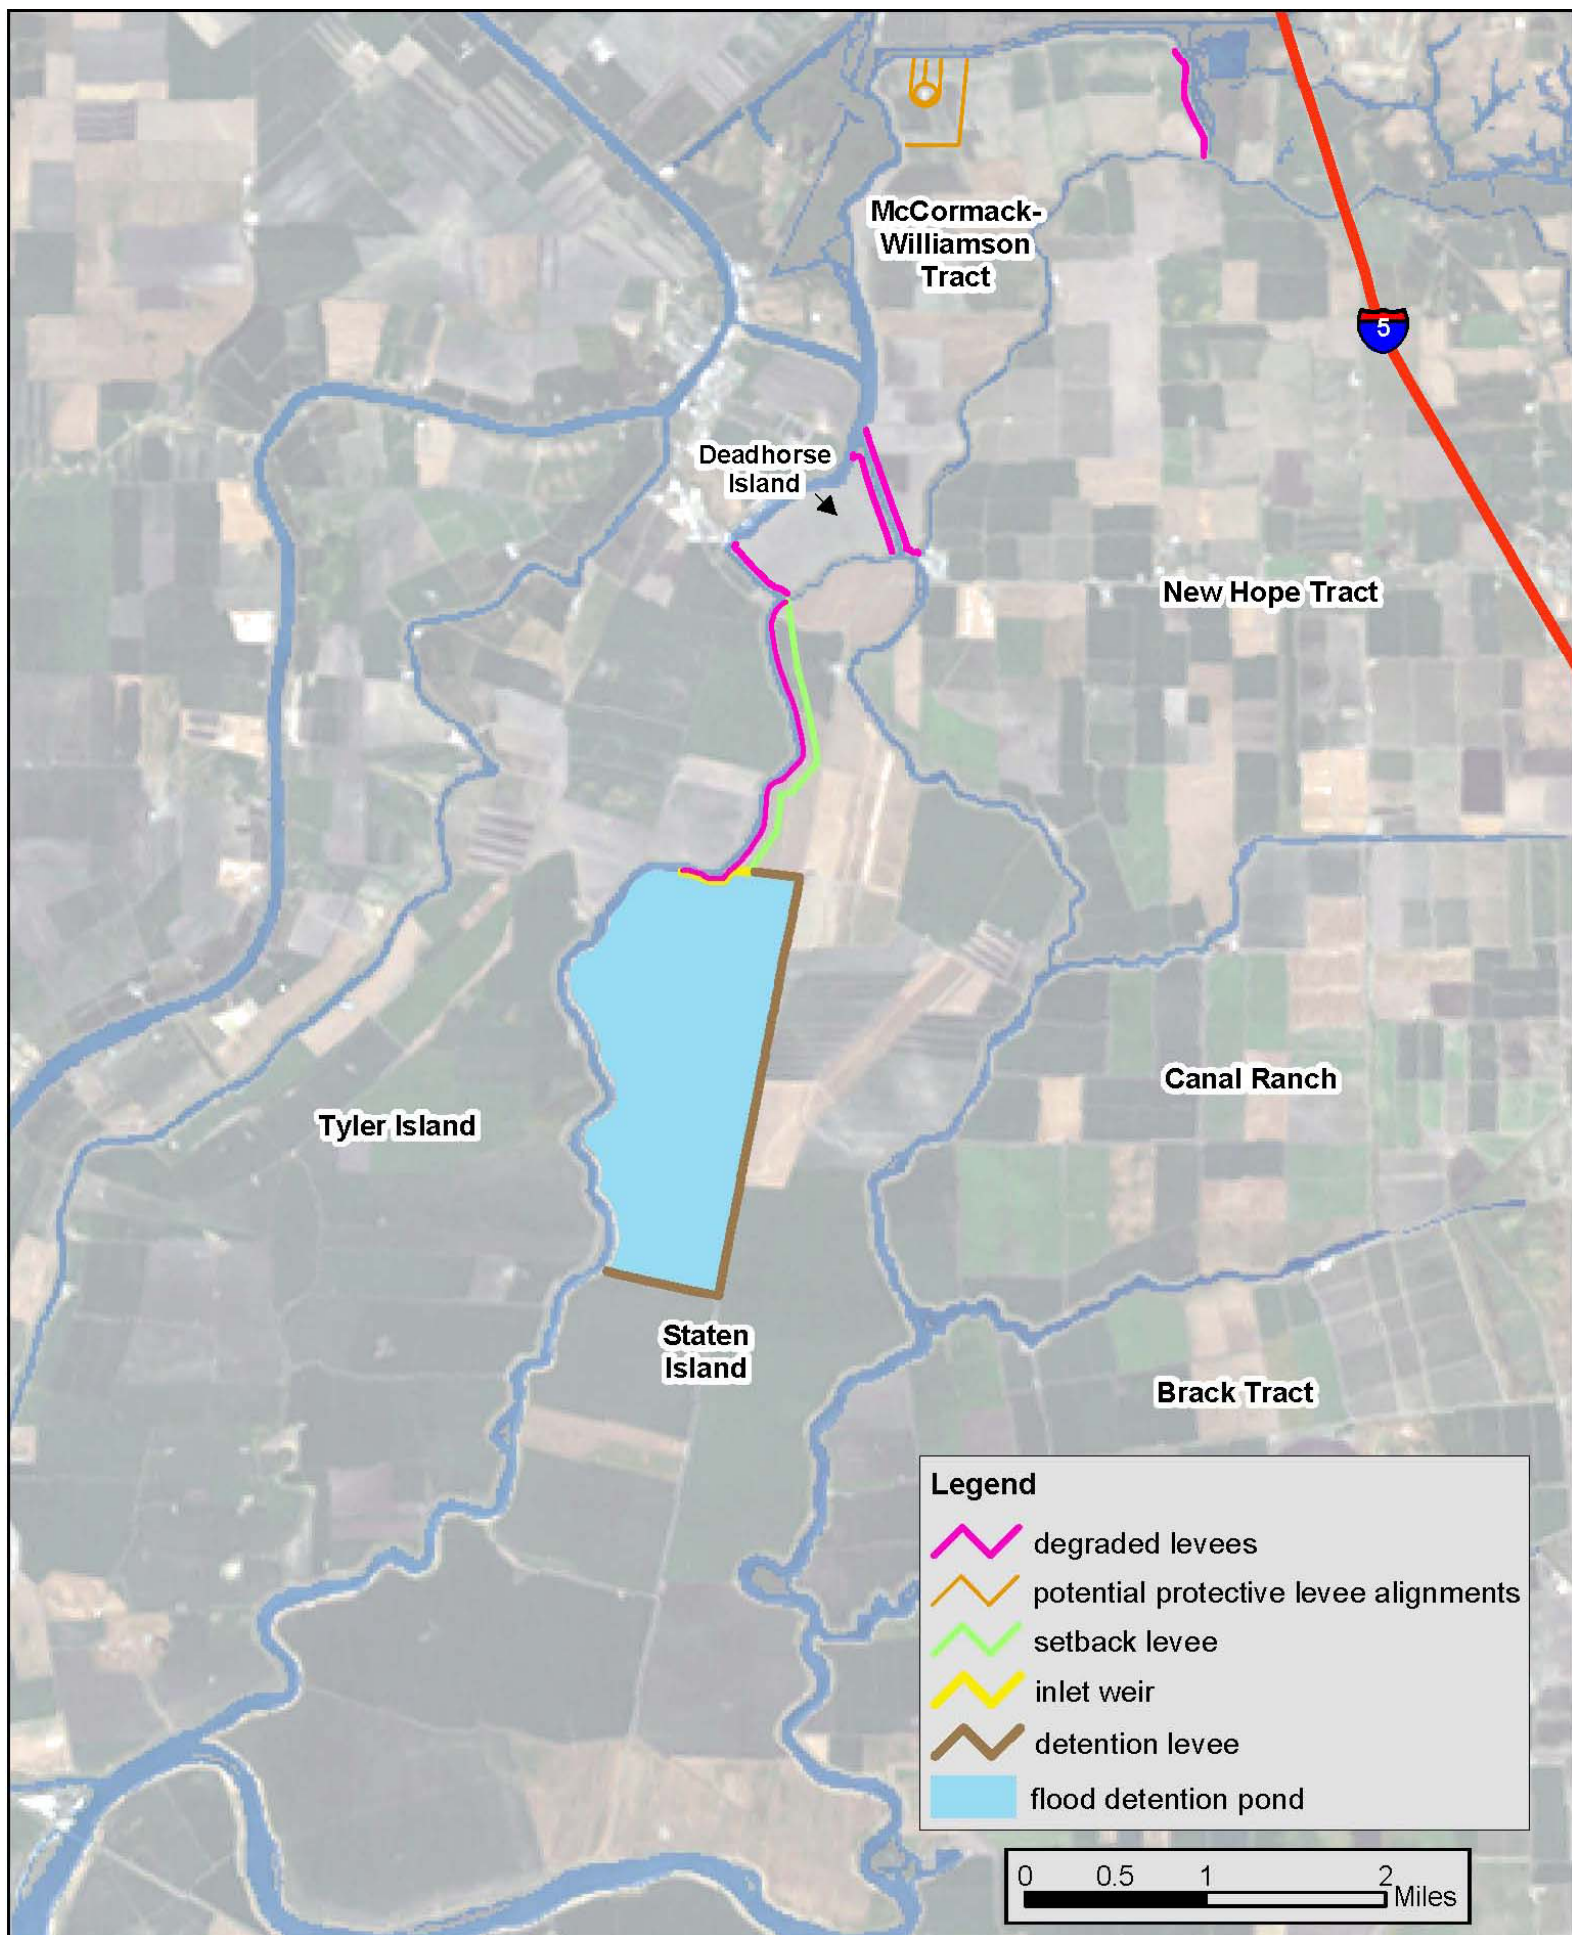 McCormack-
Williamson
Tract
5
Deadhorse
Island
New Hope Tract
Canal Ranch
Tyler Island
Staten
Island
Brack Tract
Legend
degraded levees
potential protective levee alignments
setback levee
inlet weir
detention levee
flood detention pond
0 0.5 1 2
Miles